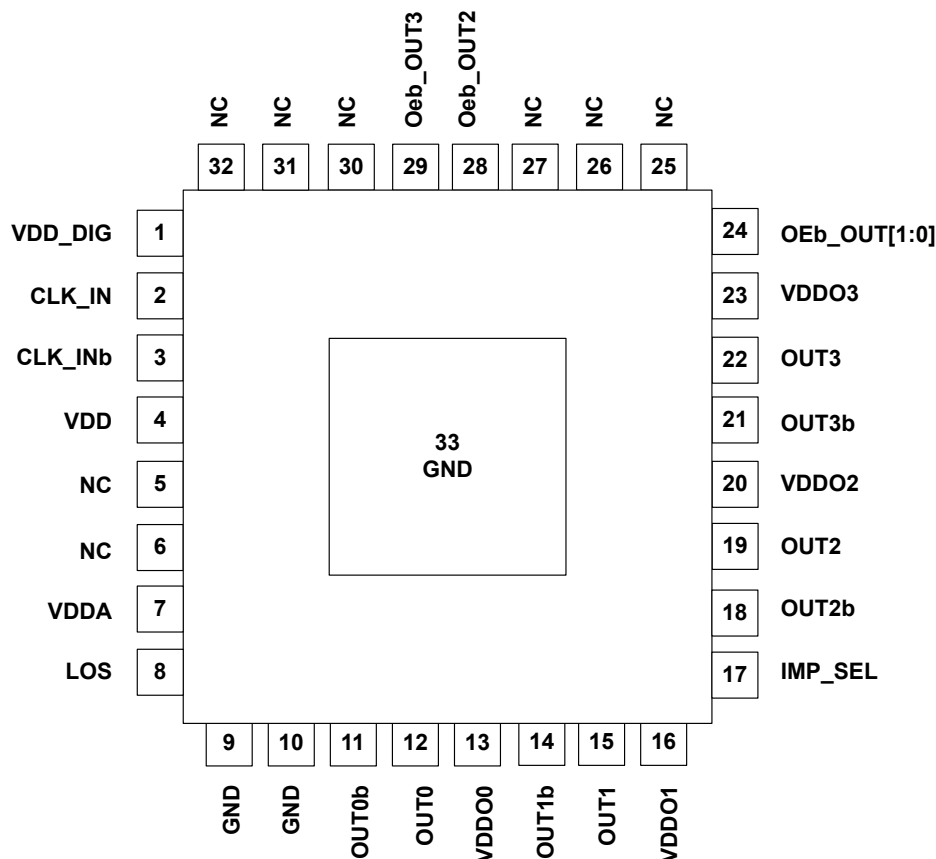 Oeb_OUT3
Oeb_OUT2
NC
NC
NC
NC
NC
NC
32
31
30
29
28
27
26
25
VDD_DIG 1
CLK_IN 2
CLK_INb 3
VDD 4
NC 5
NC 6
VDDA 7
LOS 8
33
GND
24 OEb_OUT[1:0]
23 VDDO3
22 OUT3
21 OUT3b
20 VDDO2
19 OUT2
18 OUT2b
17 IMP_SEL
9
10
11
12
13
14
15
16
GND
GND
OUT0b
OUT0
VDDO0
OUT1b
OUT1
VDDO1